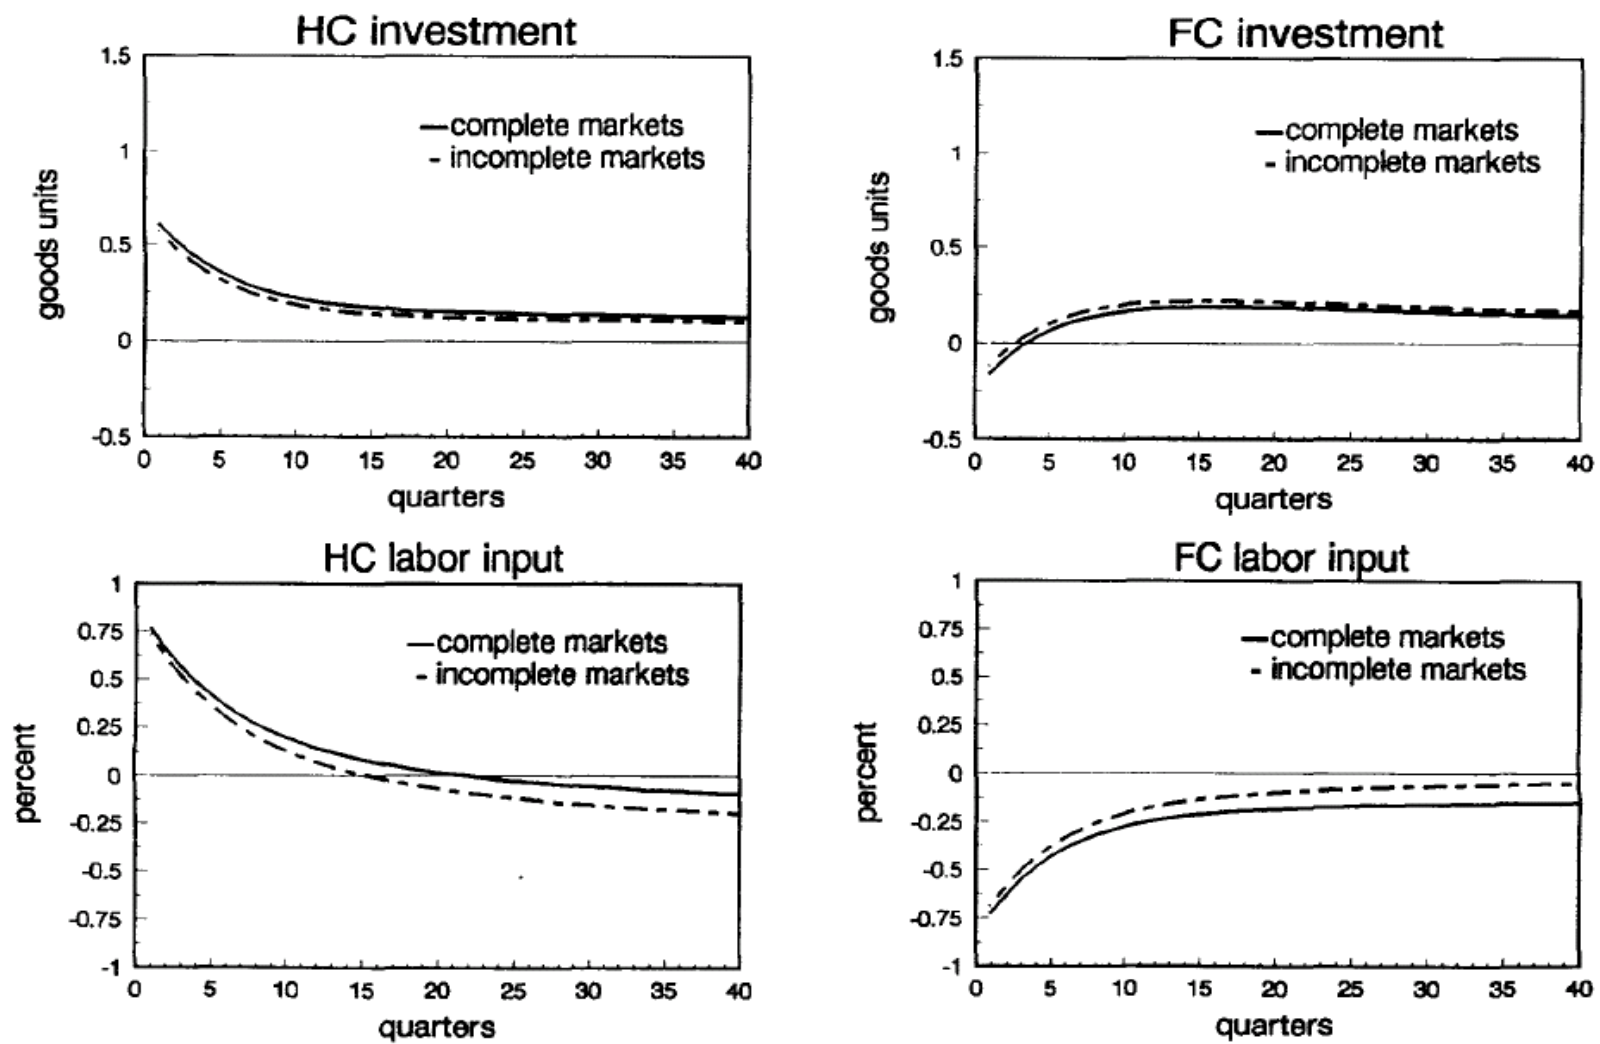 HC investment
1.5
1
0.5
0
-0.5
goods units
complete markets
incomplete markets
0 5 10 15 20 25 30 35 40
quarters
FC investment
1.5
1
0.5
0
-0.5
goods units
complete markets
incomplete markets
0 5 10 15 20 25 30 35 40
quarters
HC labor input
1
0.75
0.5
0.25
0
-0.25
-0.5
-0.75
-1
percent
complete markets
incomplete markets
0 5 10 15 20 25 30 35 40
quarters
FC labor input
1
0.75
0.5
0.25
0
-0.25
-0.5
-0.75
-1
percent
complete markets
incomplete markets
0 5 10 15 20 25 30 35 40
quarters